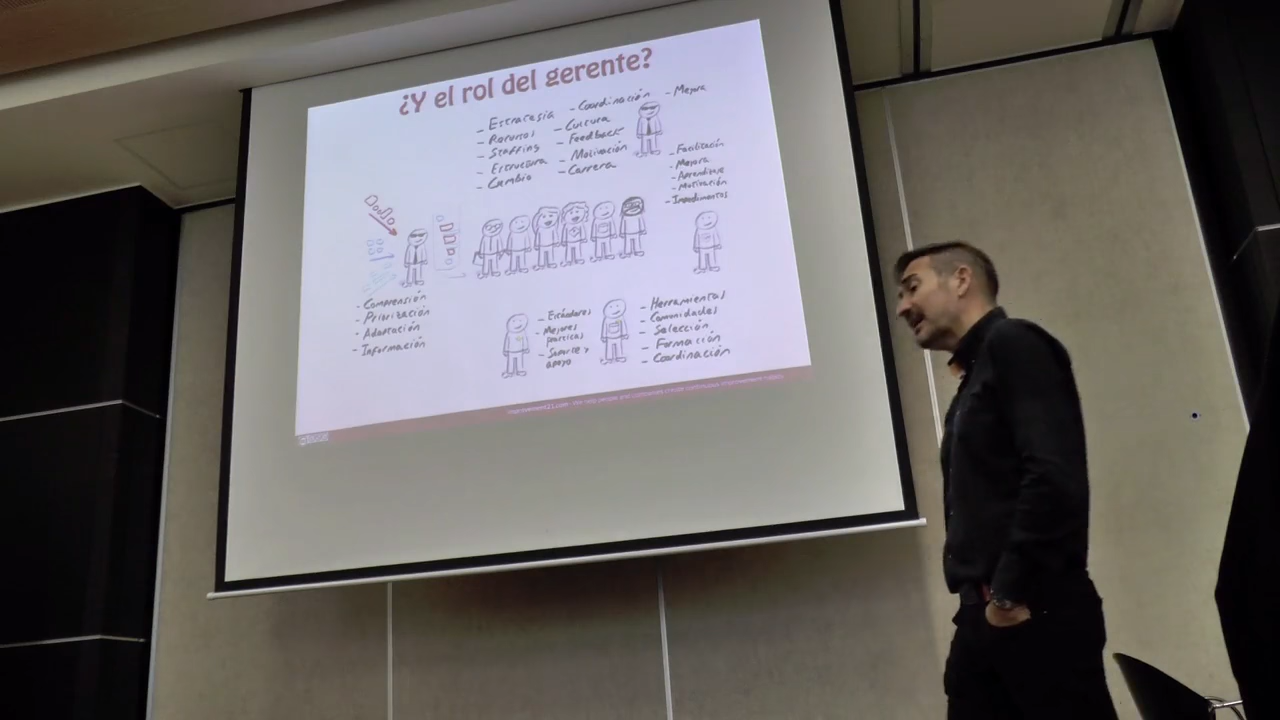 ¿Y el rol del gerente?
- Estrategia
- Recursos
- Staffing
- Estructura
- Cambio
- Coordinación
- Cultura
- Feedback
- Motivación
- Carrera
- Mejora
- Facilitación
- Mejora
- Aprendizaje
- Motivación
- Impedimentos
- Comprensión
- Priorización
- Adaptación
- Información
- Estándares
- Mejores
prácticas
- Soporte y
apoyo
- Herramientas
- Comunidades
- Selección
- Formación
- Coordinación